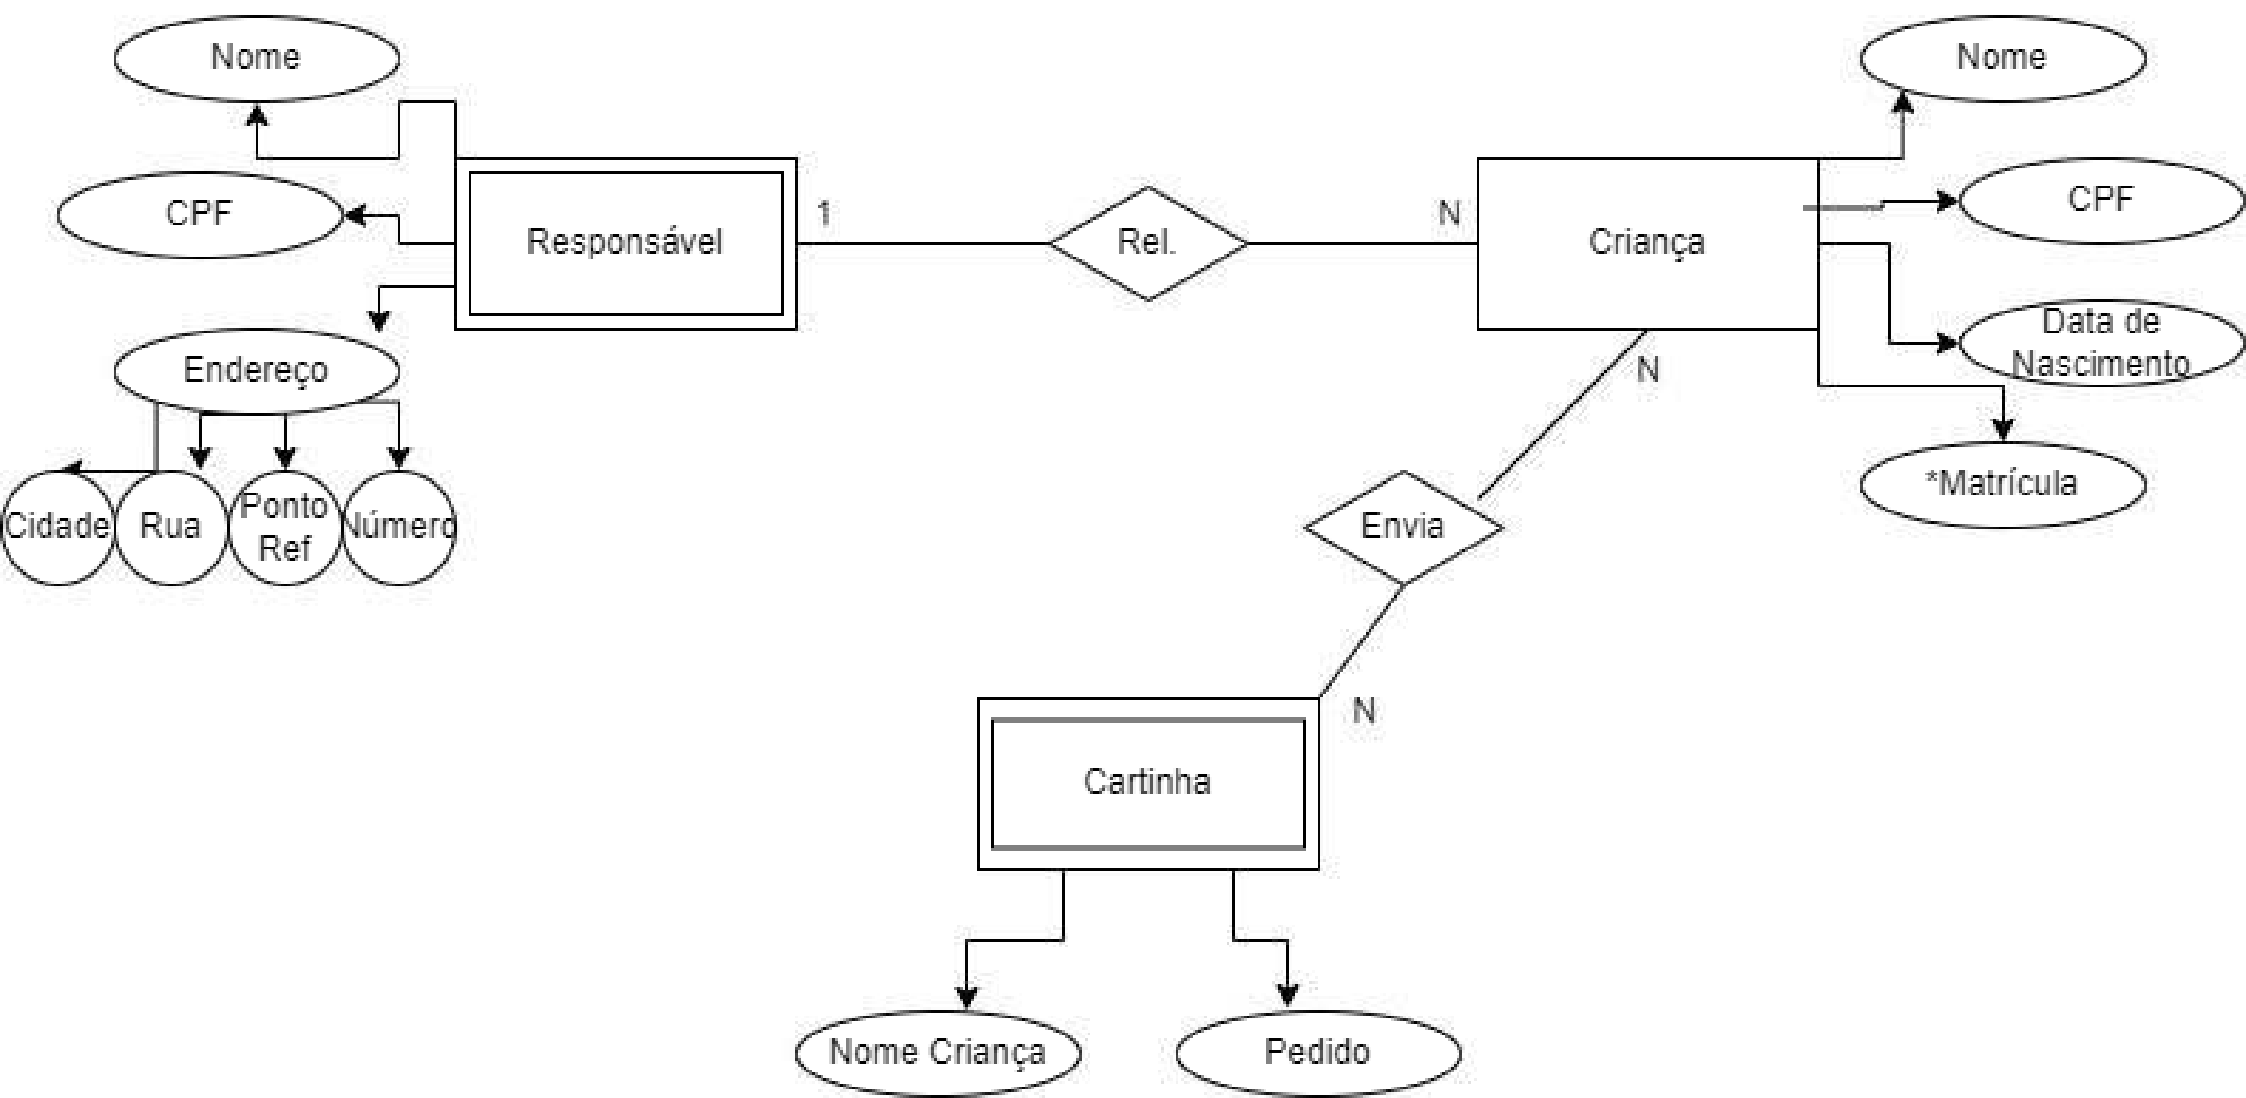 Nome
Nome
CPF
CPF
1
N
Responsável
Rel.
Criança
Data de
Nascimento
Endereço
N
*Matrícula
Cidade
Rua
Ponto
Ref
Número
Envia
N
Cartinha
Nome Criança
Pedido